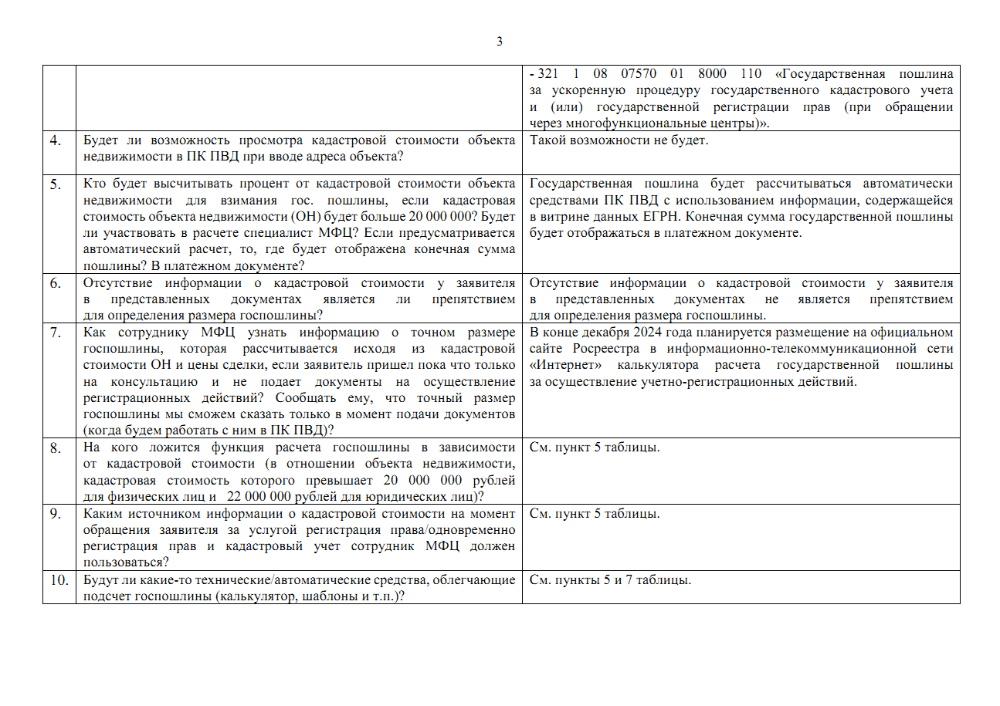 3
- 321 1 08 07570 01 8000 110 «Государственная пошлина
за ускоренную процедуру государственного кадастрового учета
и (или) государственной регистрации прав (при обращении
через многофункциональные центры)».
4.
Будет ли возможность просмотра кадастровой стоимости объекта
недвижимости в ПК ПВД при вводе адреса объекта?
Такой возможности не будет.
5.
Кто будет высчитывать процент от кадастровой стоимости объекта
недвижимости для взимания гос. пошлины, если кадастровая
стоимость объекта недвижимости (ОН) будет больше 20 000 000? Будет
ли участвовать в расчете специалист МФЦ? Если предусматривается
автоматический расчет, то, где будет отображена конечная сумма
пошлины? В платежном документе?
Государственная пошлина будет рассчитываться автоматически
средствами ПК ПВД с использованием информации, содержащейся
в витрине данных ЕГРН. Конечная сумма государственной пошлины
будет отображаться в платежном документе.
6.
Отсутствие информации о кадастровой стоимости у заявителя
в представленных документах является ли препятствием
для определения размера госпошлины?
Отсутствие информации о кадастровой стоимости у заявителя
в представленных документах не является препятствием
для определения размера госпошлины.
7.
Как сотруднику МФЦ узнать информацию о точном размере
госпошлины, которая рассчитывается исходя из кадастровой
стоимости ОН и цены сделки, если заявитель пришел пока что только
на консультацию и не подает документы на осуществление
регистрационных действий? Сообщать ему, что точный размер
госпошлины мы сможем сказать только в момент подачи документов
(когда будем работать с ним в ПК ПВД)?
В конце декабря 2024 года планируется размещение на официальном
сайте Росреестра в информационно-телекоммуникационной сети
«Интернет» калькулятора расчета государственной пошлины
за осуществление учетно-регистрационных действий.
8.
На кого ложится функция расчета госпошлины в зависимости
от кадастровой стоимости (в отношении объекта недвижимости,
кадастровая стоимость которого превышает 20 000 000 рублей
для физических лиц и 22 000 000 рублей для юридических лиц)?
См. пункт 5 таблицы.
9.
Каким источником информации о кадастровой стоимости на момент
обращения заявителя за услугой регистрация права/одновременно
регистрация прав и кадастровый учет сотрудник МФЦ должен
пользоваться?
См. пункт 5 таблицы.
10.
Будут ли какие-то технические/автоматические средства, облегчающие
подсчет госпошлины (калькулятор, шаблоны и т.п.)?
См. пункты 5 и 7 таблицы.